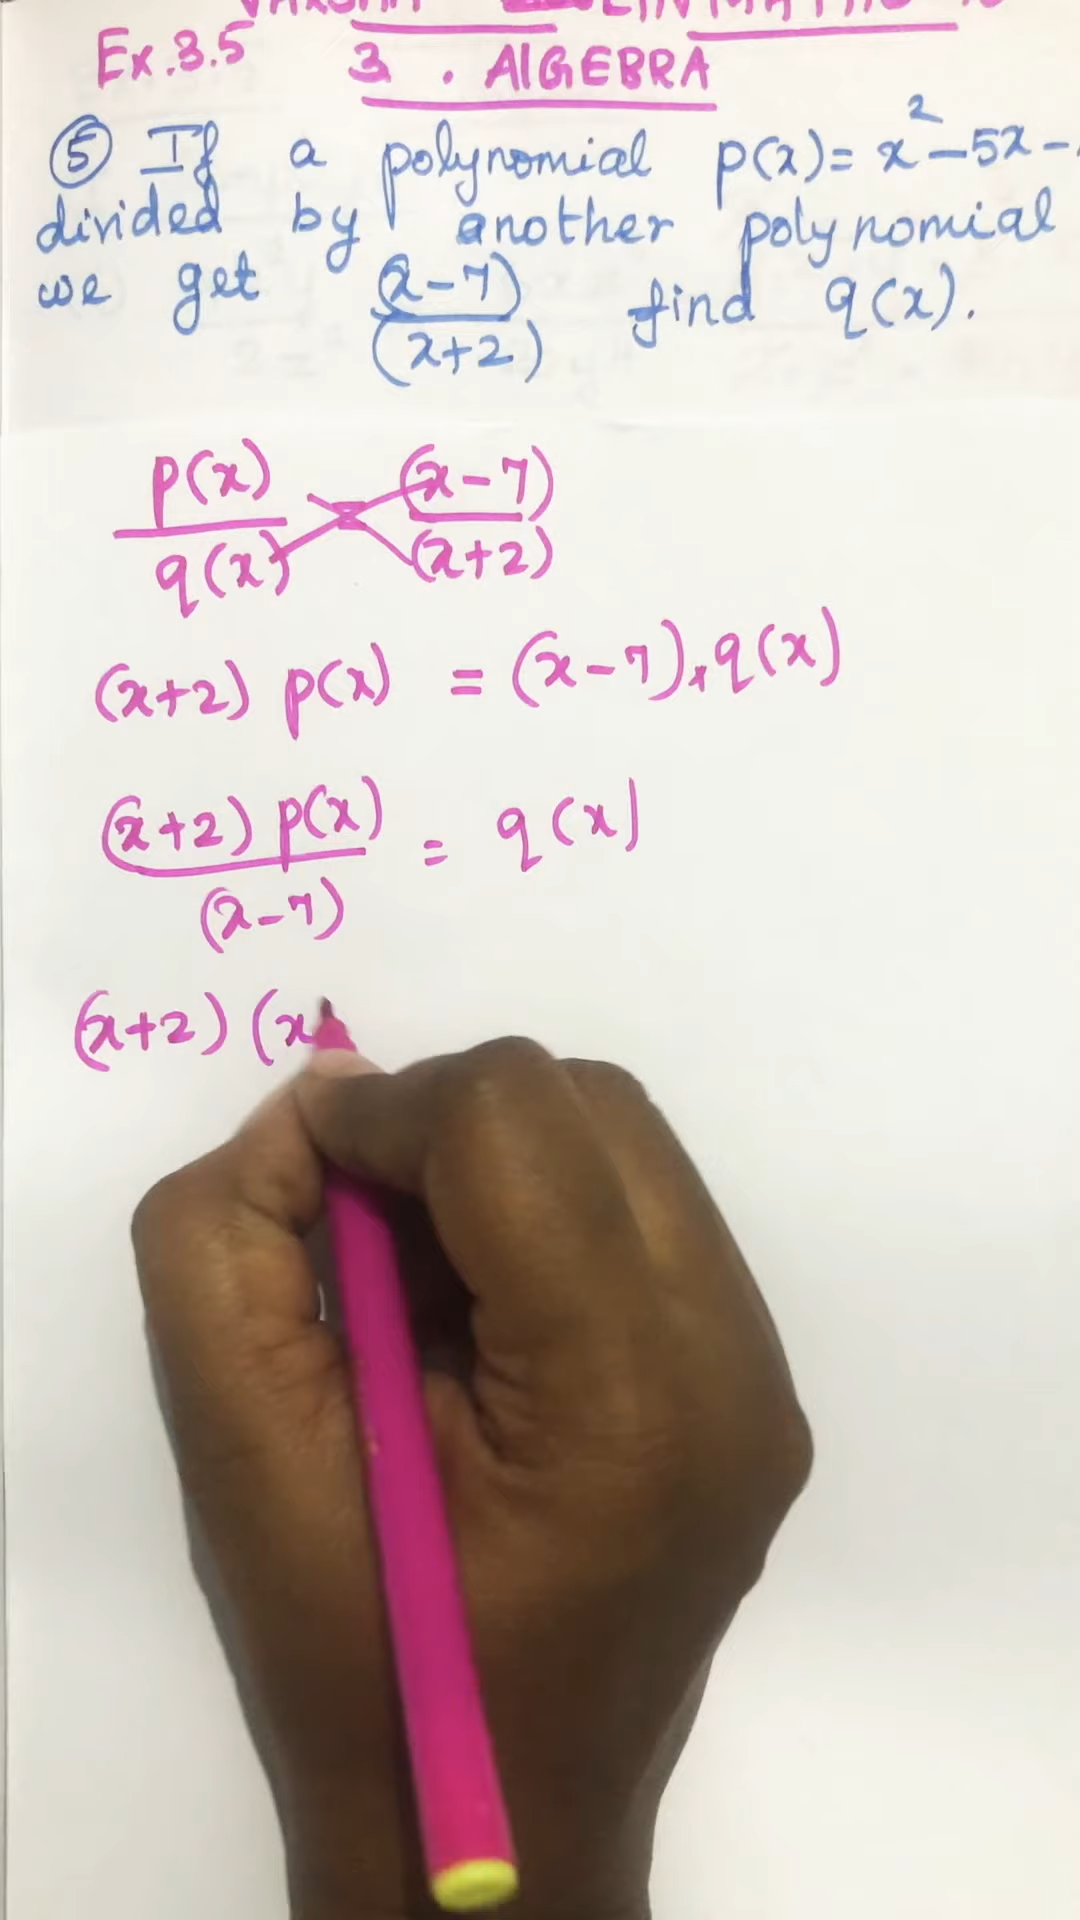 Ex.3.5 3. AlGEBRA
⑤ If a polynomial p(x)= x²-5x-
divided by another polynomial
we get (x-7)/(x+2) find q(x).
p(x)/q(x) (x-7)/(x+2)
(x+2) p(x) = (x-7)×q(x)
(x+2) p(x)/(x-7) = q(x)
(x+2) (x